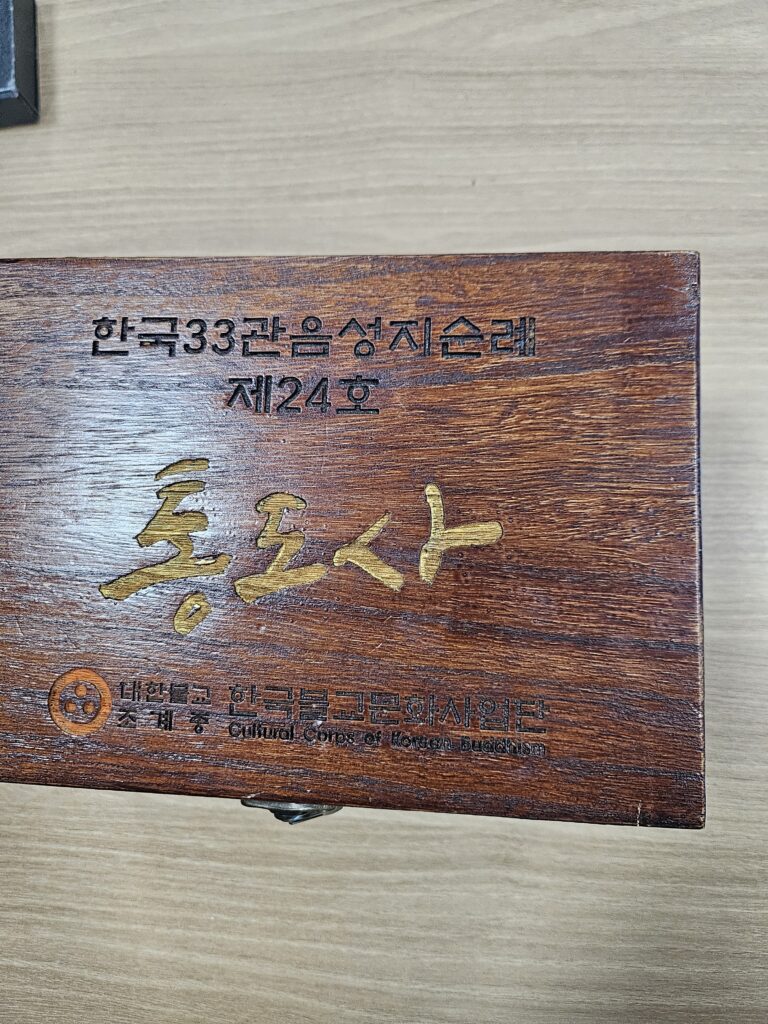 한국33관음성지순례
제24호
통도사
대한불교
조계종
한국불교문화사업단
Cultural Corps of Korean Buddhism